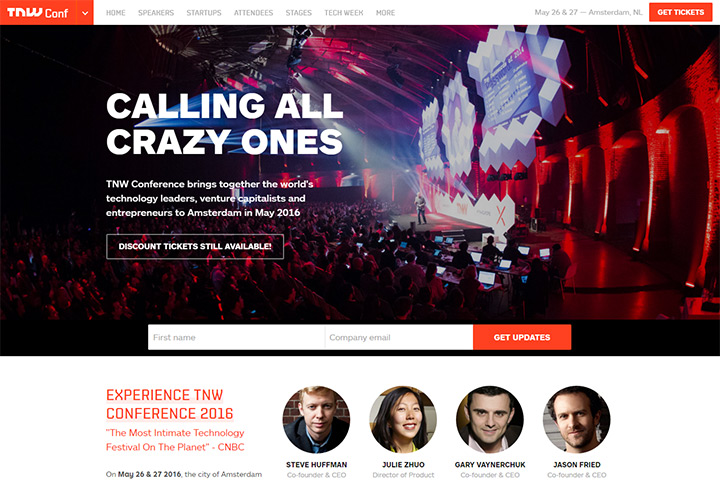 TNW Conf
HOME SPEAKERS STARTUPS ATTENDEES STAGES TECH WEEK MORE
May 26 & 27 — Amsterdam, NL
GET TICKETS
CALLING ALL
CRAZY ONES
TNW Conference brings together the world's
technology leaders, venture capitalists and
entrepreneurs to Amsterdam in May 2016
DISCOUNT TICKETS STILL AVAILABLE!
First name
Company email
GET UPDATES
EXPERIENCE TNW
CONFERENCE 2016
"The Most Intimate Technology
Festival On The Planet" - CNBC
On May 26 & 27 2016, the city of Amsterdam
STEVE HUFFMAN
Co-founder & CEO
JULIE ZHUO
Director of Product
GARY VAYNERCHUK
Co-founder & CEO
JASON FRIED
Co-founder & CEO